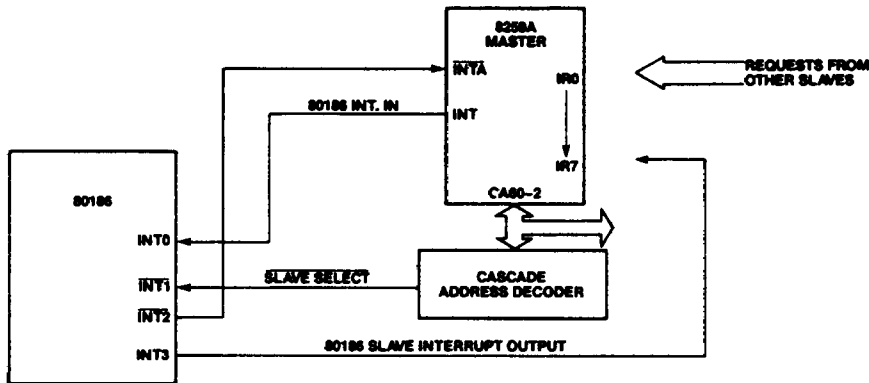 8259A
MASTER
INTA
INT
IR0
IR7
CAS0-2
REQUESTS FROM
OTHER SLAVES
80186 INT. IN
80186
INT0
INT1
INT2
INT3
SLAVE SELECT
CASCADE
ADDRESS DECODER
80186 SLAVE INTERRUPT OUTPUT